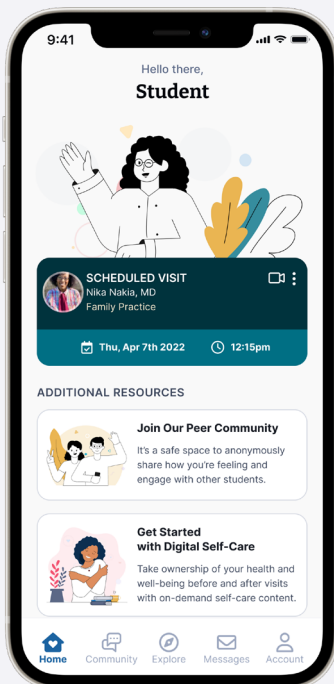 9:41
Hello there,
Student
SCHEDULED VISIT
Nika Nakia, MD
Family Practice
Thu, Apr 7th 2022 12:15pm
ADDITIONAL RESOURCES
Join Our Peer Community
It's a safe space to anonymously
share how you're feeling and
engage with other students.
Get Started
with Digital Self-Care
Take ownership of your health and
well-being before and after visits
with on-demand self-care content.
Home Community Explore Messages Account